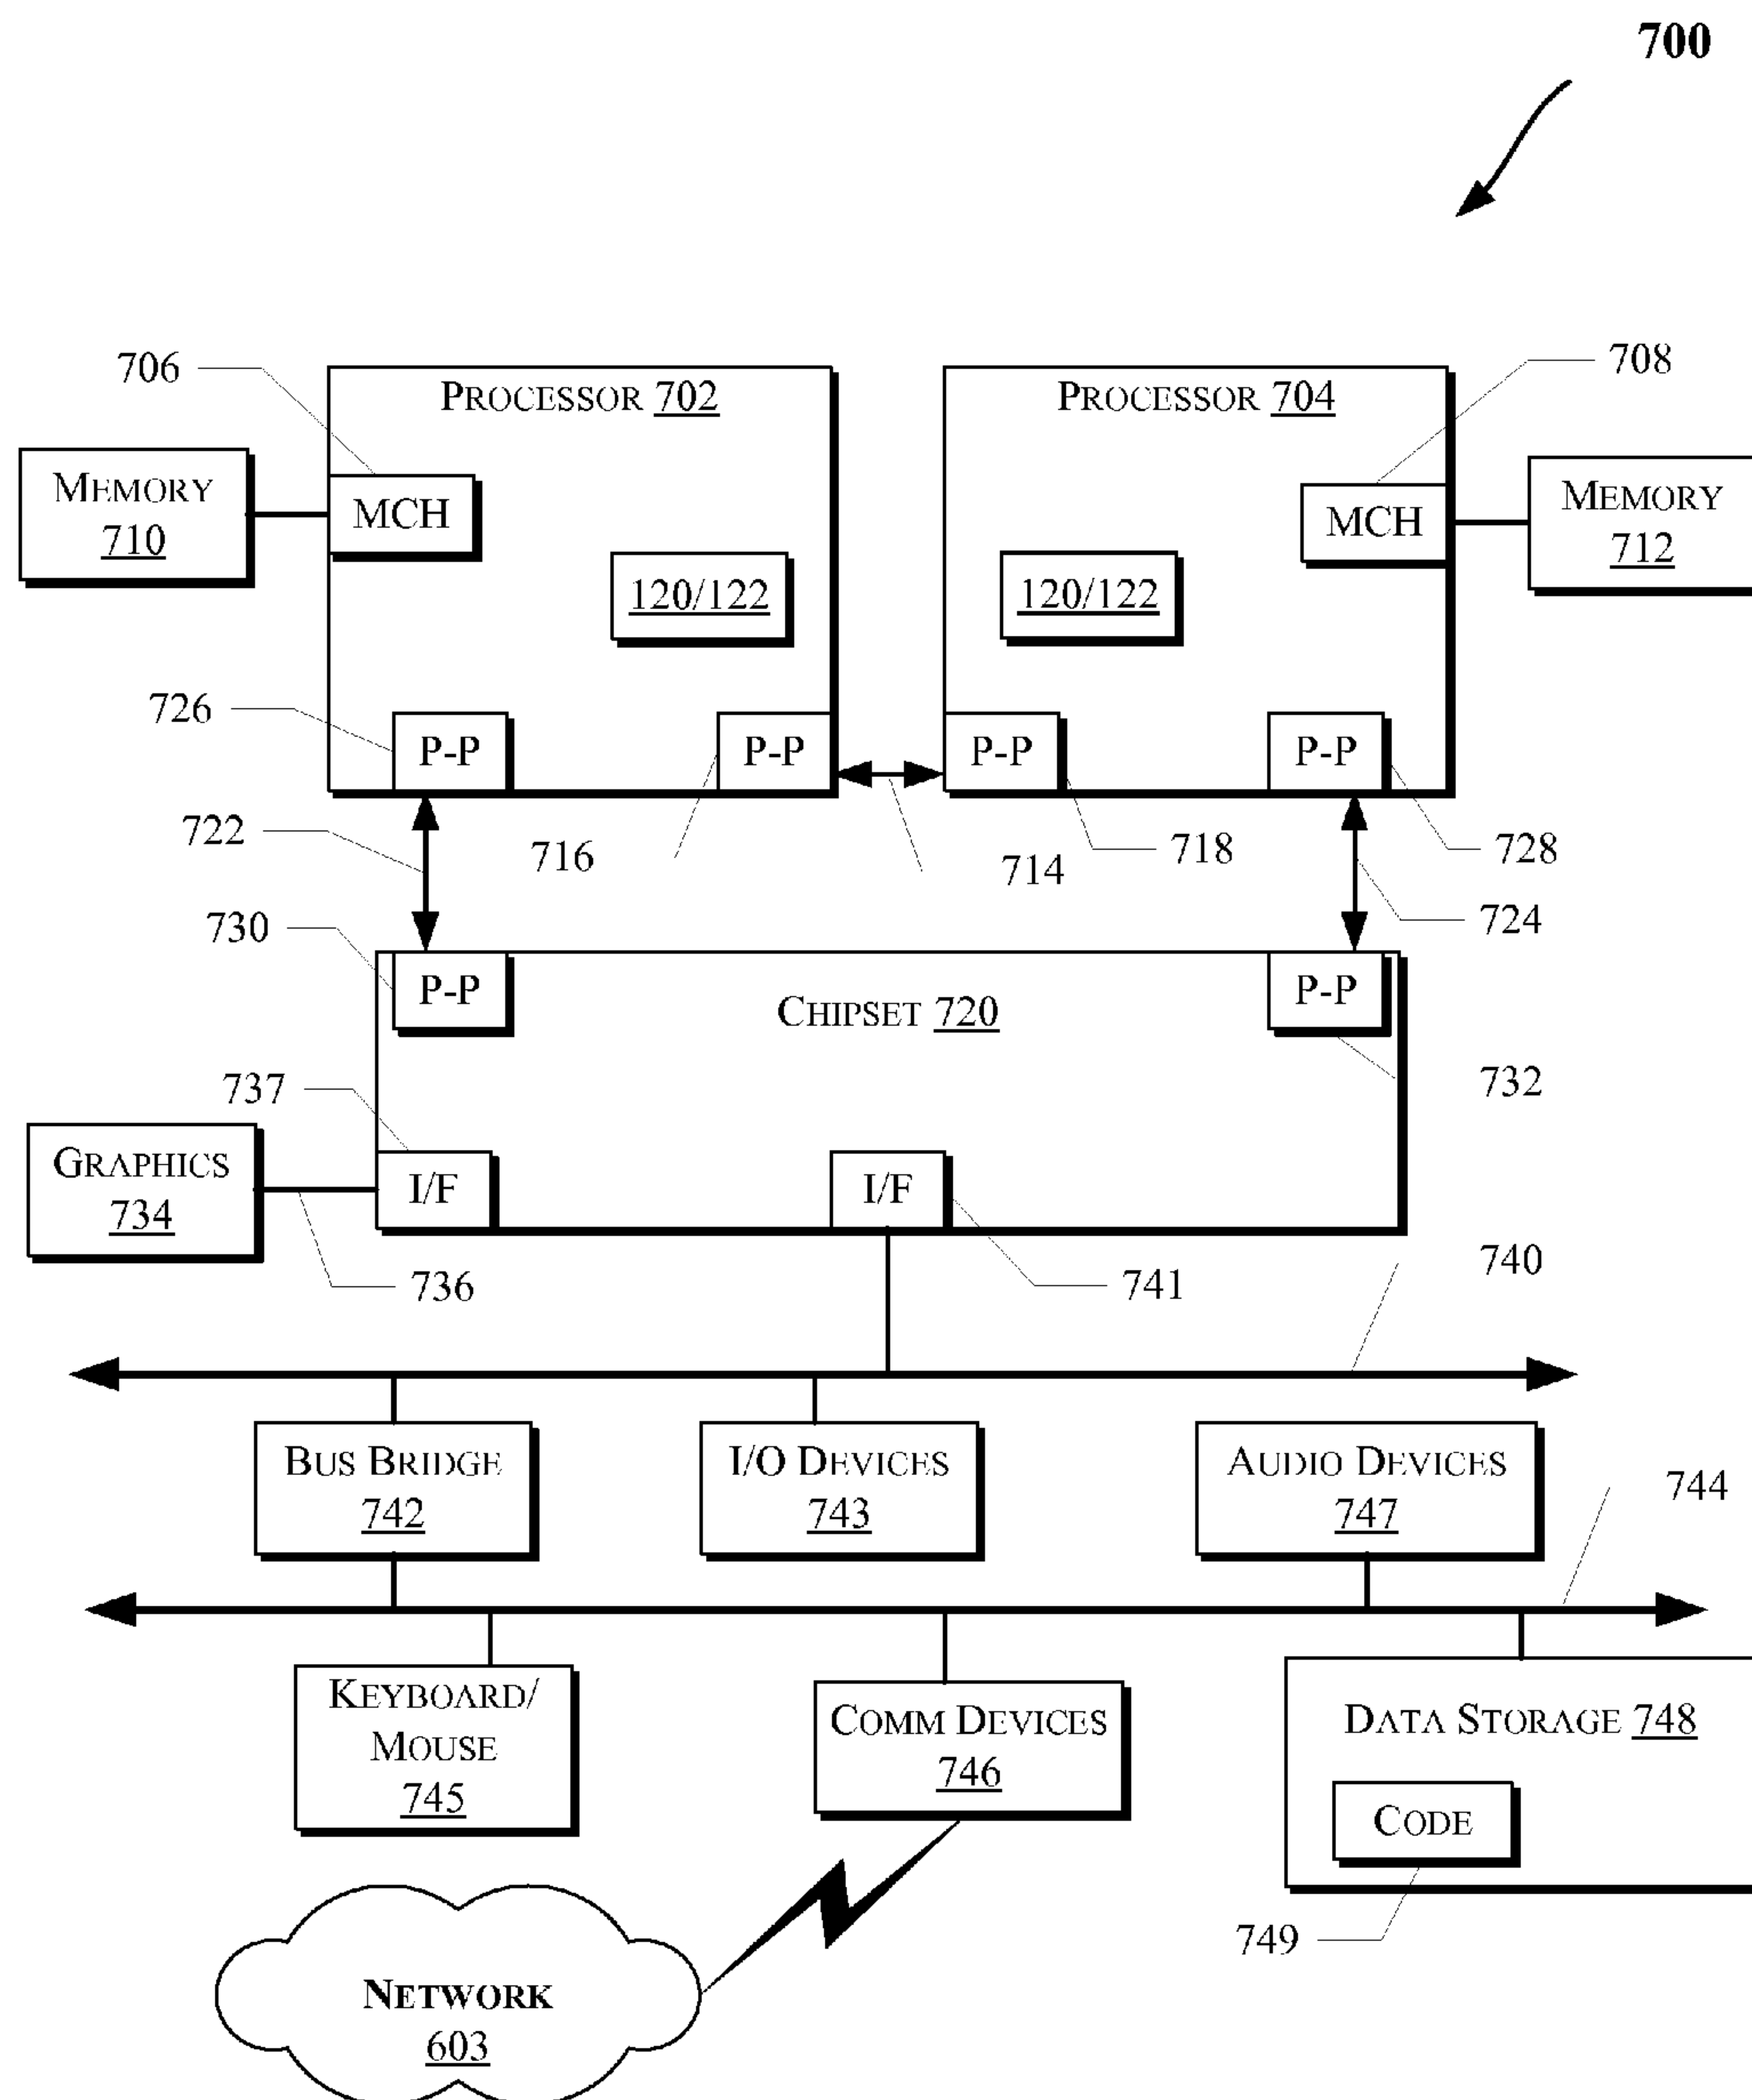 700
706
708
PROCESSOR 702
PROCESSOR 704
MEMORY
710
MCH
MCH
MEMORY
712
120/122
120/122
726
P-P
P-P
P-P
P-P
722
716
714
718
728
724
730
P-P
CHIPSET 720
P-P
732
737
GRAPHICS
734
I/F
I/F
736
741
740
BUS BRIDGE
742
I/O DEVICES
743
AUDIO DEVICES
747
744
KEYBOARD/
MOUSE
745
COMM DEVICES
746
DATA STORAGE 748
CODE
749
NETWORK
603